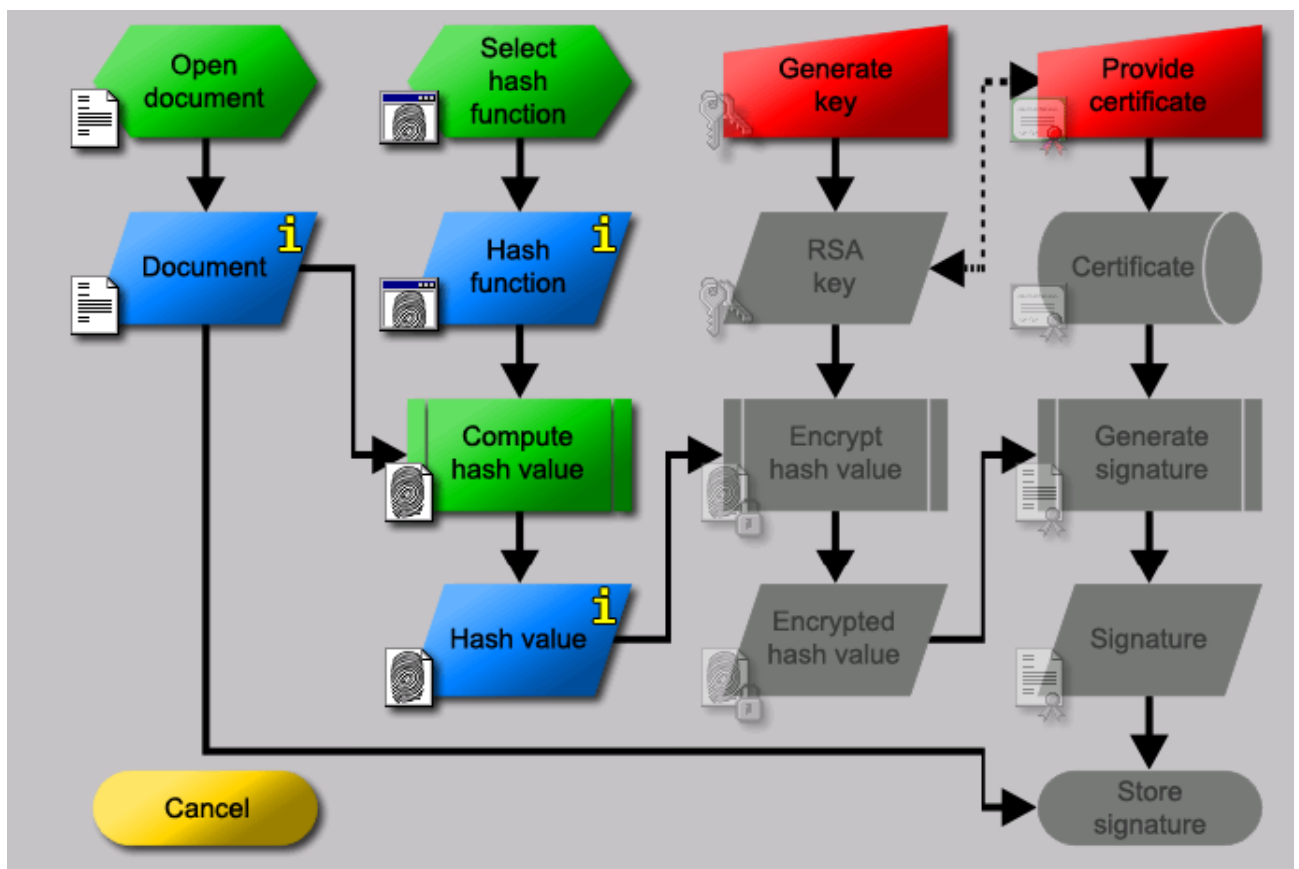 Open
document
Select
hash
function
Generate
key
Provide
certificate
Document
i
Hash
function
i
RSA
key
Certificate
Compute
hash value
Encrypt
hash value
Generate
signature
Hash value
i
Encrypted
hash value
Signature
Cancel
Store
signature